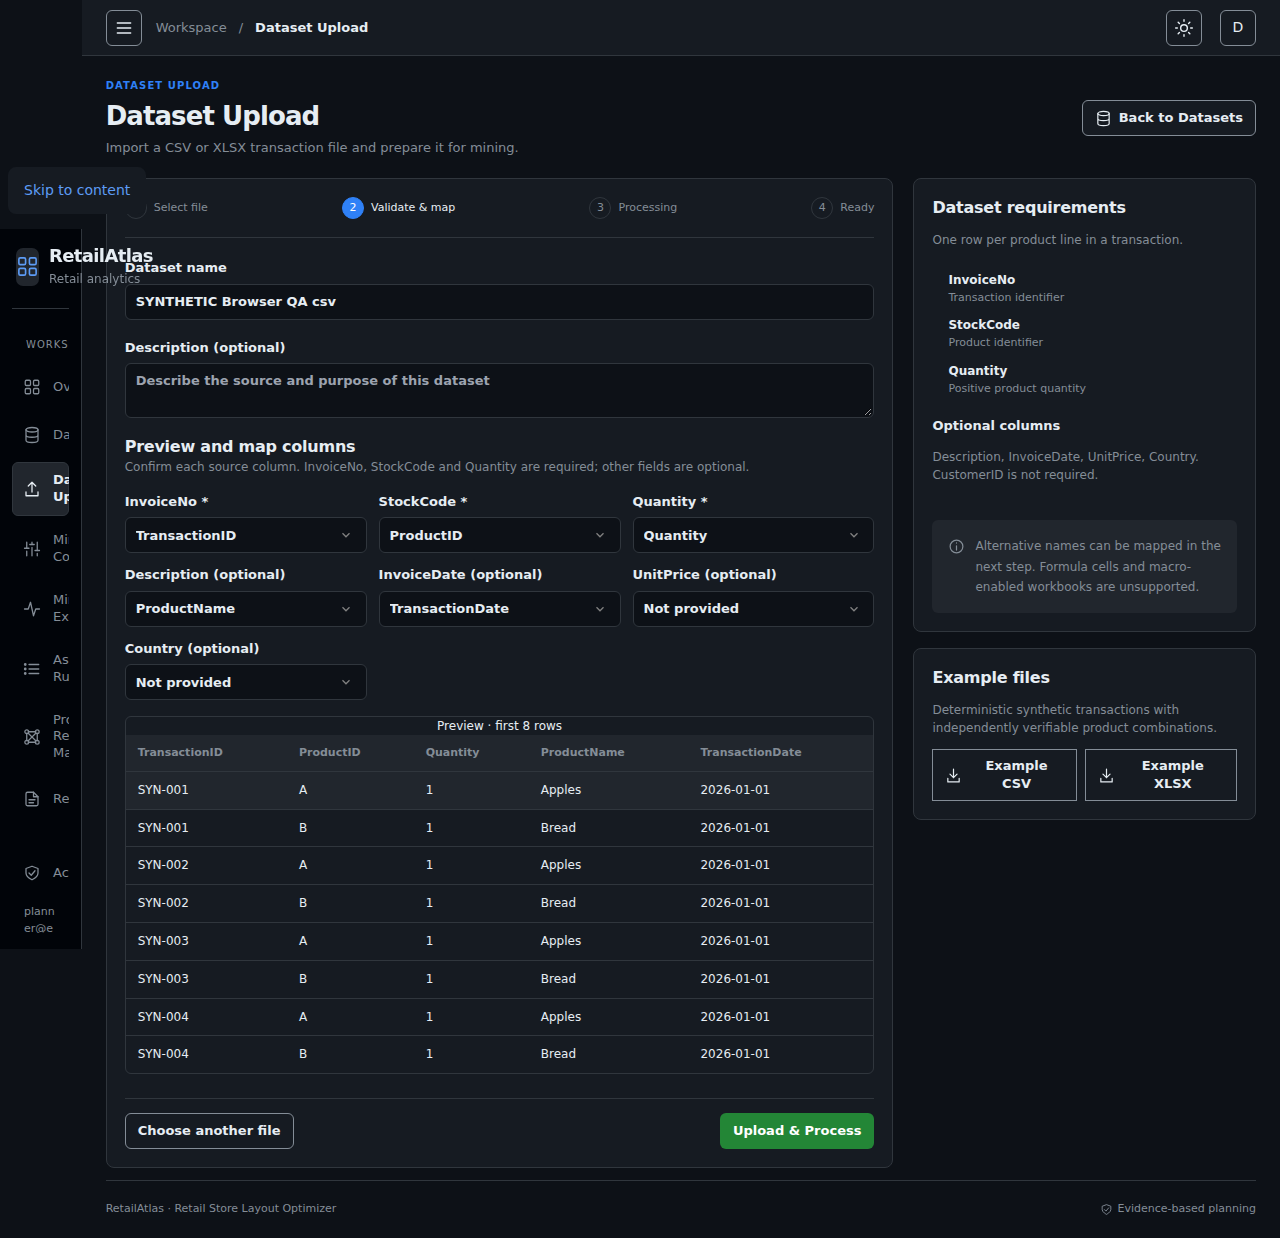 Workspace / Dataset Upload
D
DATASET UPLOAD
Dataset Upload
Import a CSV or XLSX transaction file and prepare it for mining.
Back to Datasets
Skip to content
RetailAtlas
Retail analytics
WORKS
Ov
Da
Da
Up
Mi
Co
Mi
Ex
As
Ru
Pro
Re
Ma
Re
Ac
plann
er@e
Select file
2 Validate & map
3 Processing
4 Ready
Dataset name
SYNTHETIC Browser QA csv
Description (optional)
Describe the source and purpose of this dataset
Preview and map columns
Confirm each source column. InvoiceNo, StockCode and Quantity are required; other fields are optional.
InvoiceNo * StockCode * Quantity *
TransactionID ProductID Quantity
Description (optional) InvoiceDate (optional) UnitPrice (optional)
ProductName TransactionDate Not provided
Country (optional)
Not provided
Preview · first 8 rows
TransactionID ProductID Quantity ProductName TransactionDate
SYN-001 A 1 Apples 2026-01-01
SYN-001 B 1 Bread 2026-01-01
SYN-002 A 1 Apples 2026-01-01
SYN-002 B 1 Bread 2026-01-01
SYN-003 A 1 Apples 2026-01-01
SYN-003 B 1 Bread 2026-01-01
SYN-004 A 1 Apples 2026-01-01
SYN-004 B 1 Bread 2026-01-01
Choose another file
Upload & Process
Dataset requirements
One row per product line in a transaction.
InvoiceNo
Transaction identifier
StockCode
Product identifier
Quantity
Positive product quantity
Optional columns
Description, InvoiceDate, UnitPrice, Country.
CustomerID is not required.
Alternative names can be mapped in the
next step. Formula cells and macro-
enabled workbooks are unsupported.
Example files
Deterministic synthetic transactions with
independently verifiable product combinations.
Example
CSV
Example
XLSX
RetailAtlas · Retail Store Layout Optimizer
Evidence-based planning